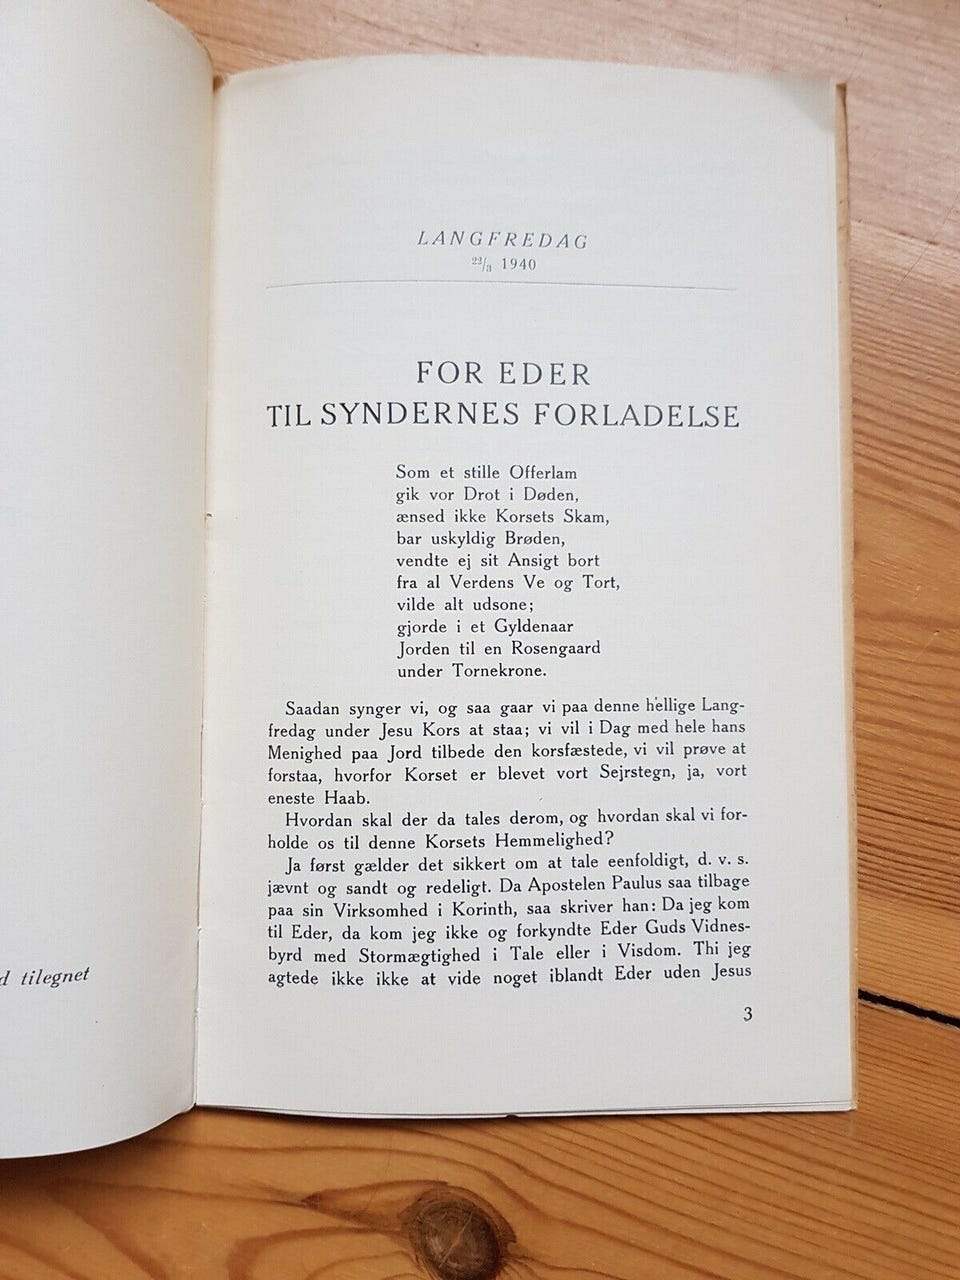 d tilegnet
LANGFREDAG
22/3 1940
FOR EDER
TIL SYNDERNES FORLADELSE
Som et stille Offerlam
gik vor Drot i Døden,
ænsed ikke Korsets Skam,
bar uskyldig Brøden,
vendte ej sit Ansigt bort
fra al Verdens Ve og Tort,
vilde alt udsone;
gjorde i et Gyldenaar
Jorden til en Rosengaard
under Tornekrone.
Saadan synger vi, og saa gaar vi paa denne hellige Lang-
fredag under Jesu Kors at staa; vi vil i Dag med hele hans
Menighed paa Jord tilbede den korsfæstede, vi vil prøve at
forstaa, hvorfor Korset er blevet vort Sejrstegn, ja, vort
eneste Haab.
Hvordan skal der da tales derom, og hvordan skal vi for-
holde os til denne Korsets Hemmelighed?
Ja først gælder det sikkert om at tale eenfoldigt, d. v. s.
jævnt og sandt og redeligt. Da Apostelen Paulus saa tilbage
paa sin Virksomhed i Korinth, saa skriver han: Da jeg kom
til Eder, da kom jeg ikke og forkyndte Eder Guds Vidnes-
byrd med Stormægtighed i Tale eller i Visdom. Thi jeg
agtede ikke ikke at vide noget iblandt Eder uden Jesus
3